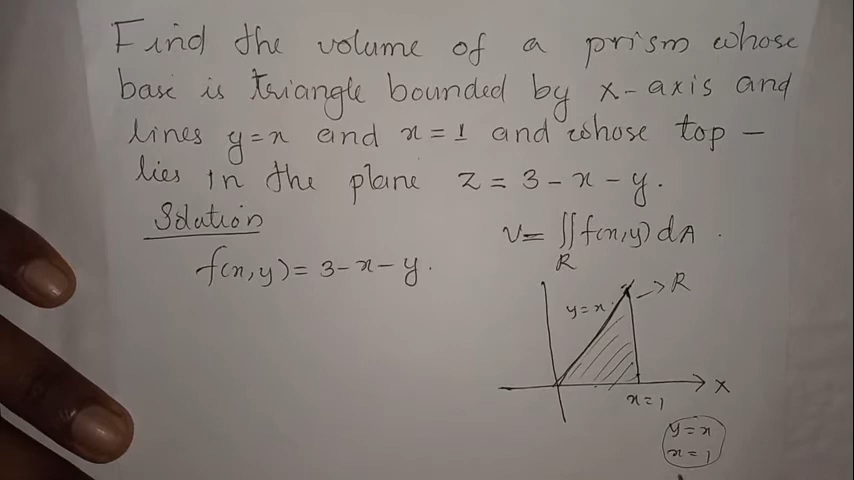 Find the volume of a prism whose
base is triangle bounded by x-axis and
lines y=x and x=1 and whose top -
lies in the plane z = 3-x-y.
Solution
V= ∬ f(x,y) dA .
R
f(x,y) = 3-x-y.
y=x
→ R
X
x=1
y=x
x=1